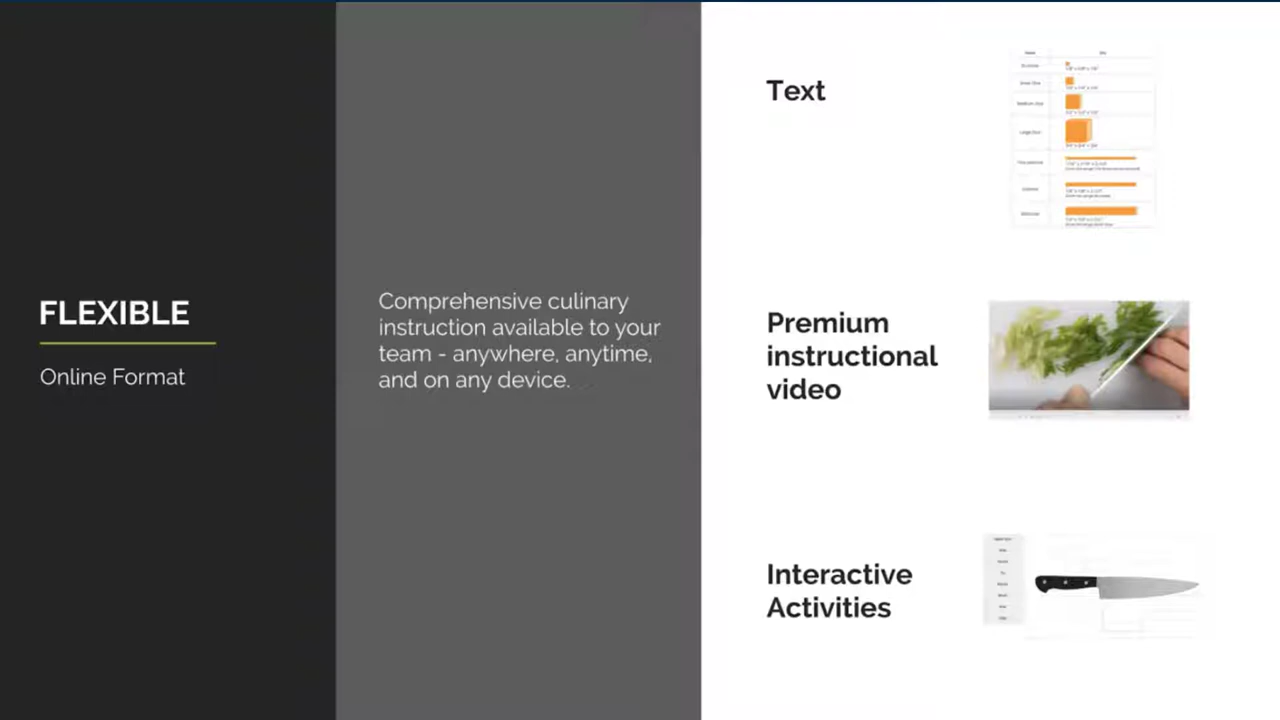 FLEXIBLE
Online Format
Comprehensive culinary
instruction available to your
team - anywhere, anytime,
and on any device.
Text
Premium
instructional
video
Interactive
Activities